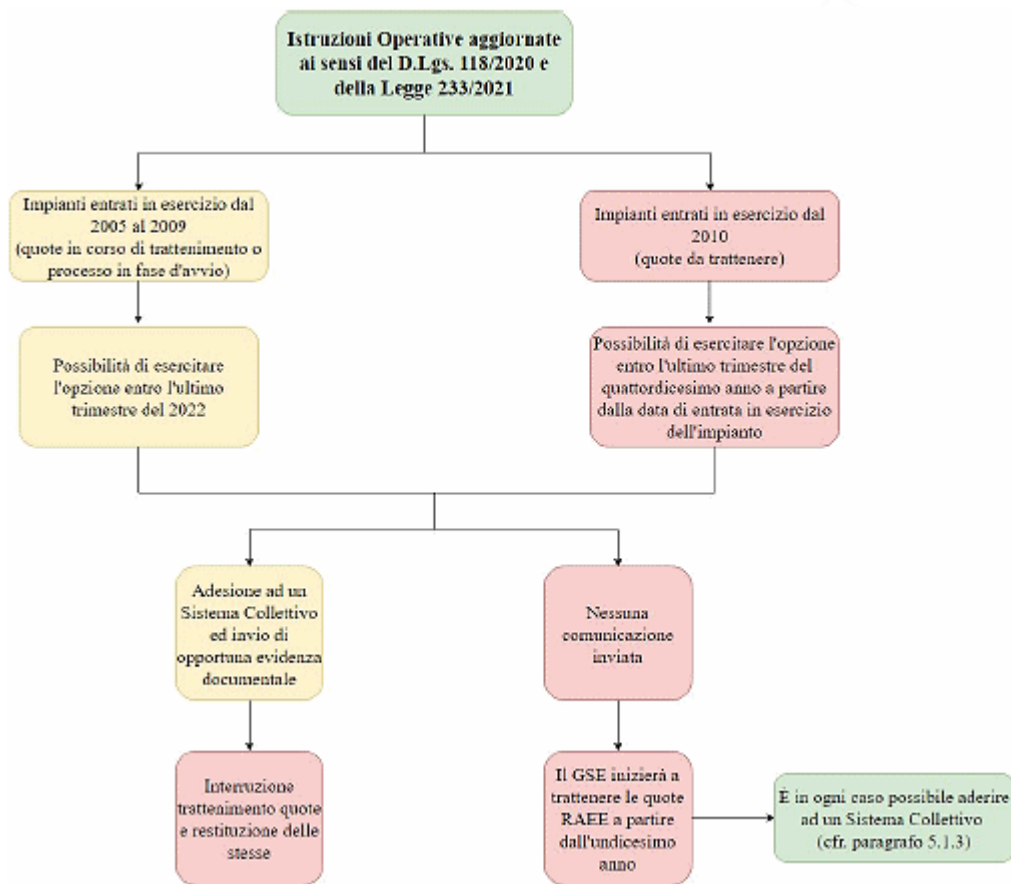 Istruzioni Operative aggiornate
ai sensi del D.Lgs. 118/2020 e
della Legge 233/2021
Impianti entrati in esercizio dal
2005 al 2009
(quote in corso di trattenimento o
processo in fase d'avvio)
Impianti entrati in esercizio dal
2010
(quote da trattenere)
Possibilità di esercitare
l'opzione entro l'ultimo
trimestre del 2022
Possibilità di esercitare l'opzione
entro l'ultimo trimestre del
quattordicesimo anno a partire
dalla data di entrata in esercizio
dell'impianto
Adesione ad un
Sistema Collettivo
ed invio di
opportuna evidenza
documentale
Nessuna
comunicazione
inviata
Interruzione
trattenimento quote
e restituzione delle
stesse
Il GSE inizierà a
trattenere le quote
RAEE a partire
dall'undicesimo
anno
È in ogni caso possibile aderire
ad un Sistema Collettivo
(cfr. paragrafo 5.1.3)